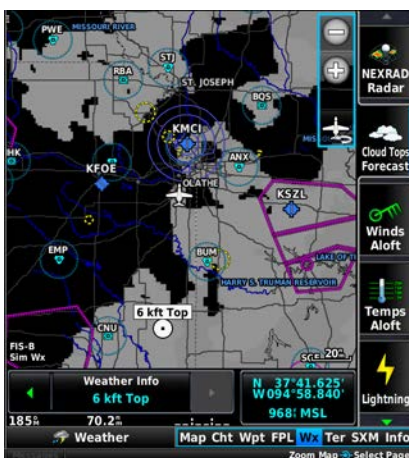 PWE
MISSOURI RIVER
STJ
RBA
ST. JOSEPH
BQS
NEXRAD
Radar
KMCI
MIS
HK
KFOE
ANX
Cloud Tops
Forecast
OLATHE
KSZL
Winds
Aloft
EMP
BUM
LAKE OF T
HARRY S. TRUMAN RESERVOIR
6 kft Top
Temps
Aloft
CNU
FIS-B
Sim Wx
20"
Weather Info
6 kft Top
N 37°41.625'
W094°58.840'
968' MSL
Lightning
185° 70.2
Weather
Map Cht Wpt FPL Wx Ter SXM Info
Zoom Map Select Page